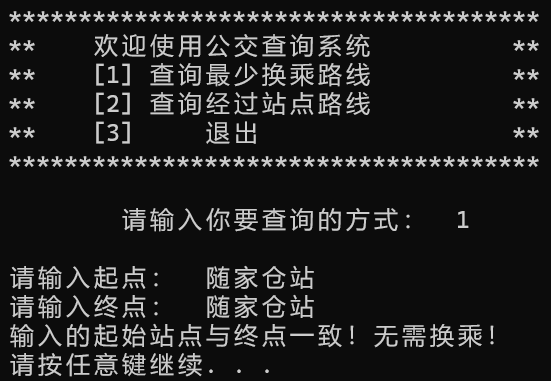 **************************************
**    欢迎使用公交查询系统          **
**    [1] 查询最少换乘路线          **
**    [2] 查询经过站点路线          **
**    [3]     退出                  **
**************************************
请输入你要查询的方式:  1
请输入起点:  随家仓站
请输入终点:  随家仓站
输入的起始站点与终点一致! 无需换乘!
请按任意键继续. . .